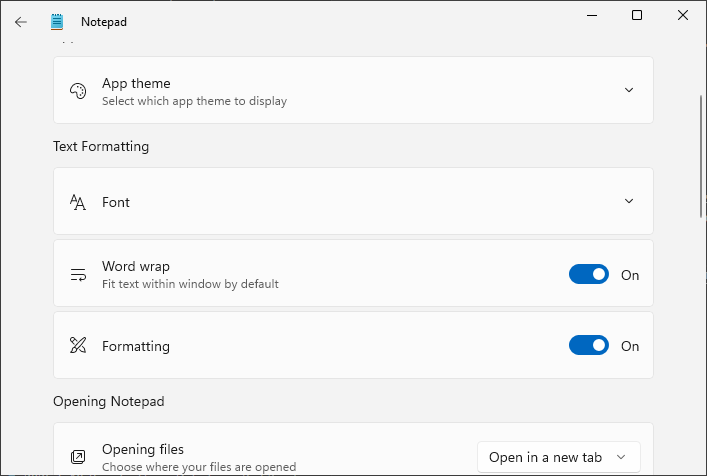 Notepad
App theme
Select which app theme to display
Text Formatting
Font
Word wrap
Fit text within window by default
On
Formatting
On
Opening Notepad
Opening files
Choose where your files are opened
Open in a new tab